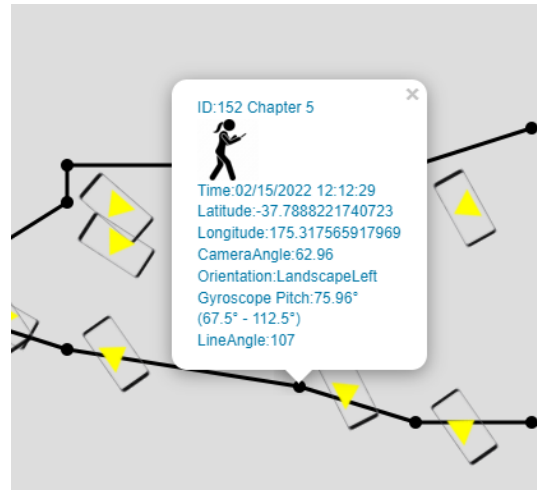 ×
ID:152 Chapter 5
Time:02/15/2022 12:12:29
Latitude:-37.7888221740723
Longitude:175.317565917969
CameraAngle:62.96
Orientation:LandscapeLeft
Gyroscope Pitch:75.96°
(67.5° - 112.5°)
LineAngle:107